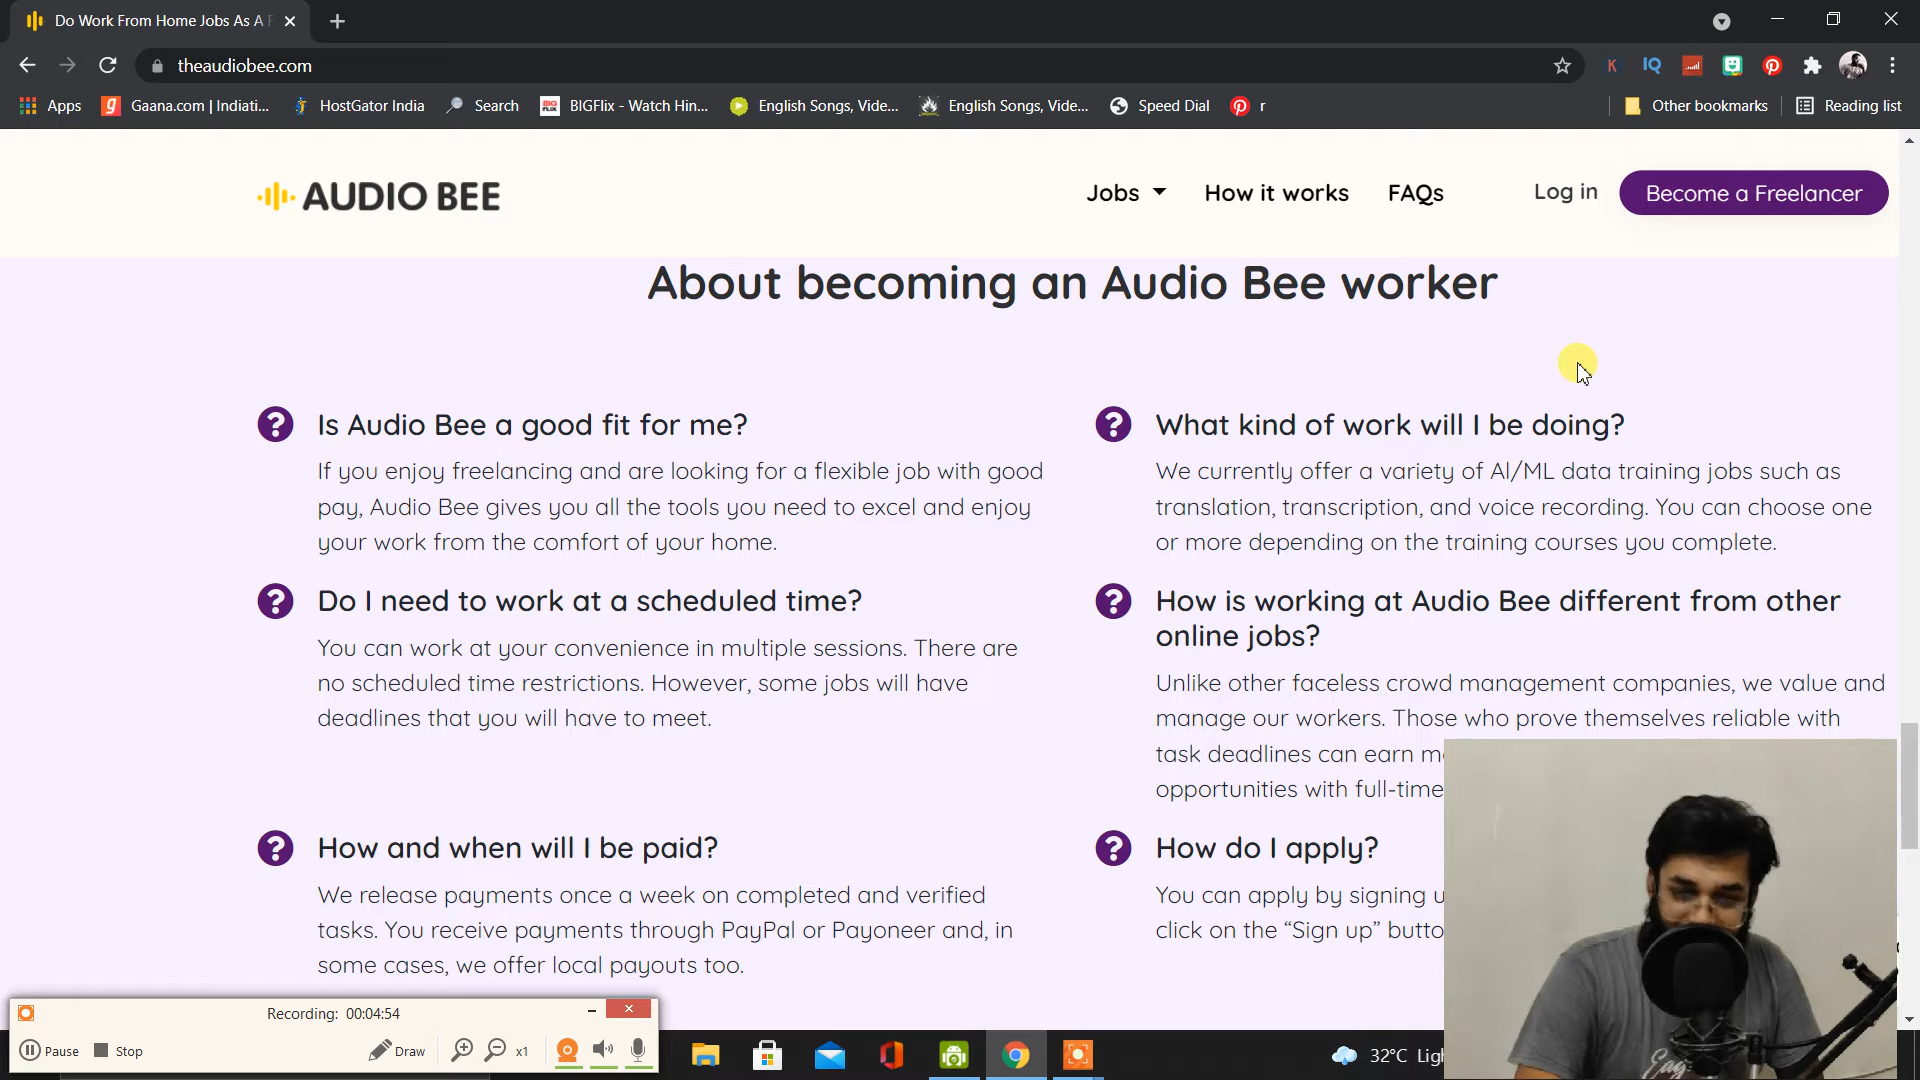 Do Work From Home Jobs As A F
theaudiobee.com
K
IQ
Apps
Gaana.com | Indiati...
HostGator India
Search
BIGFlix - Watch Hin...
English Songs, Vide...
English Songs, Vide...
Speed Dial
r
Other bookmarks
Reading list
AUDIO BEE
Jobs
How it works
FAQs
Log in
Become a Freelancer
About becoming an Audio Bee worker
Is Audio Bee a good fit for me?
If you enjoy freelancing and are looking for a flexible job with good
pay, Audio Bee gives you all the tools you need to excel and enjoy
your work from the comfort of your home.
What kind of work will I be doing?
We currently offer a variety of AI/ML data training jobs such as
translation, transcription, and voice recording. You can choose one
or more depending on the training courses you complete.
Do I need to work at a scheduled time?
You can work at your convenience in multiple sessions. There are
no scheduled time restrictions. However, some jobs will have
deadlines that you will have to meet.
How is working at Audio Bee different from other
online jobs?
Unlike other faceless crowd management companies, we value and
manage our workers. Those who prove themselves reliable with
task deadlines can earn m
opportunities with full-time
How and when will I be paid?
We release payments once a week on completed and verified
tasks. You receive payments through PayPal or Payoneer and, in
some cases, we offer local payouts too.
How do I apply?
You can apply by signing u
click on the “Sign up” butto
Recording: 00:04:54
Pause
Stop
Draw
x1
32°C Ligh